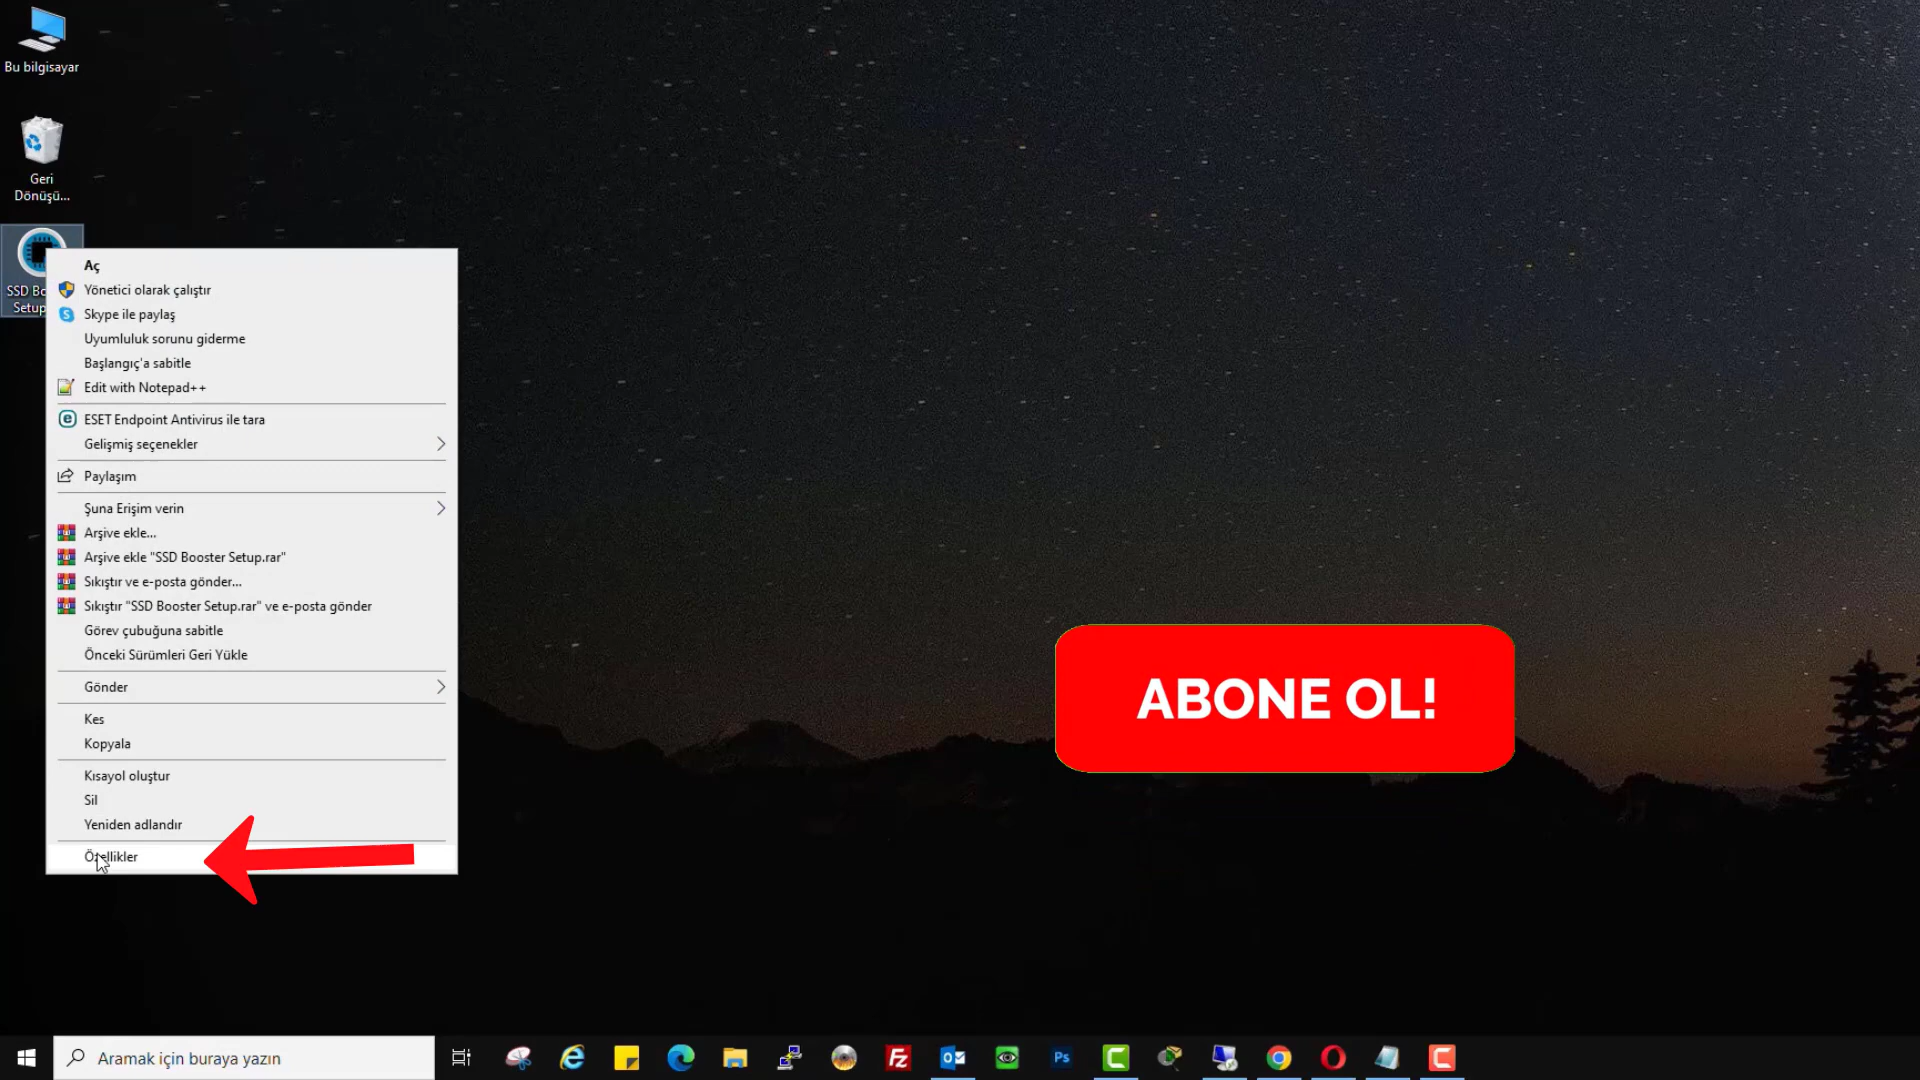 Bu bilgisayar
Geri
Dönüşü...
SSD Bo
Setup
Aç
Yönetici olarak çalıştır
Skype ile paylaş
Uyumluluk sorunu giderme
Başlangıç'a sabitle
Edit with Notepad++
ESET Endpoint Antivirus ile tara
Gelişmiş seçenekler
Paylaşım
Şuna Erişim verin
Arşive ekle...
Arşive ekle "SSD Booster Setup.rar"
Sıkıştır ve e-posta gönder...
Sıkıştır "SSD Booster Setup.rar" ve e-posta gönder
Görev çubuğuna sabitle
Önceki Sürümleri Geri Yükle
Gönder
Kes
Kopyala
Kısayol oluştur
Sil
Yeniden adlandır
Özellikler
ABONE OL!
Aramak için buraya yazın